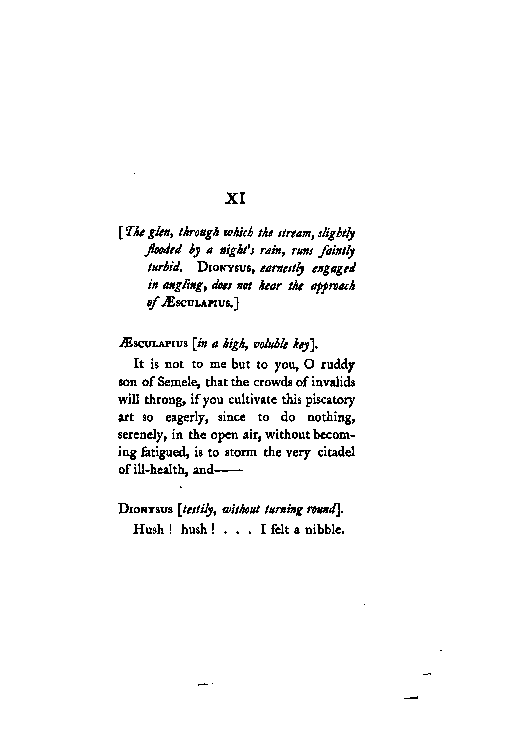 XI
[The glen, through which the stream, slightly
flooded by a night's rain, runs faintly
turbid. DIONYSUS, earnestly engaged
in angling, does not hear the approach
of ÆSCULAPIUS.]
ÆSCULAPIUS [in a high, voluble key].
It is not to me but to you, O ruddy
son of Semele, that the crowds of invalids
will throng, if you cultivate this piscatory
art so eagerly, since to do nothing,
serenely, in the open air, without becom-
ing fatigued, is to storm the very citadel
of ill-health, and——
DIONYSUS [testily, without turning round].
Hush ! hush ! . . . I felt a nibble.